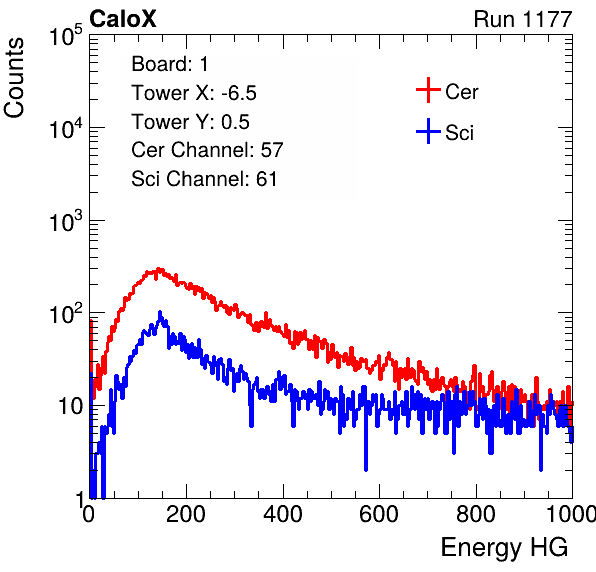 CaloX Run 1177
Counts
10^5
10^4
10^3
10^2
10
1
Board: 1
Tower X: -6.5
Tower Y: 0.5
Cer Channel: 57
Sci Channel: 61
Cer
Sci
0 200 400 600 800 1000
Energy HG